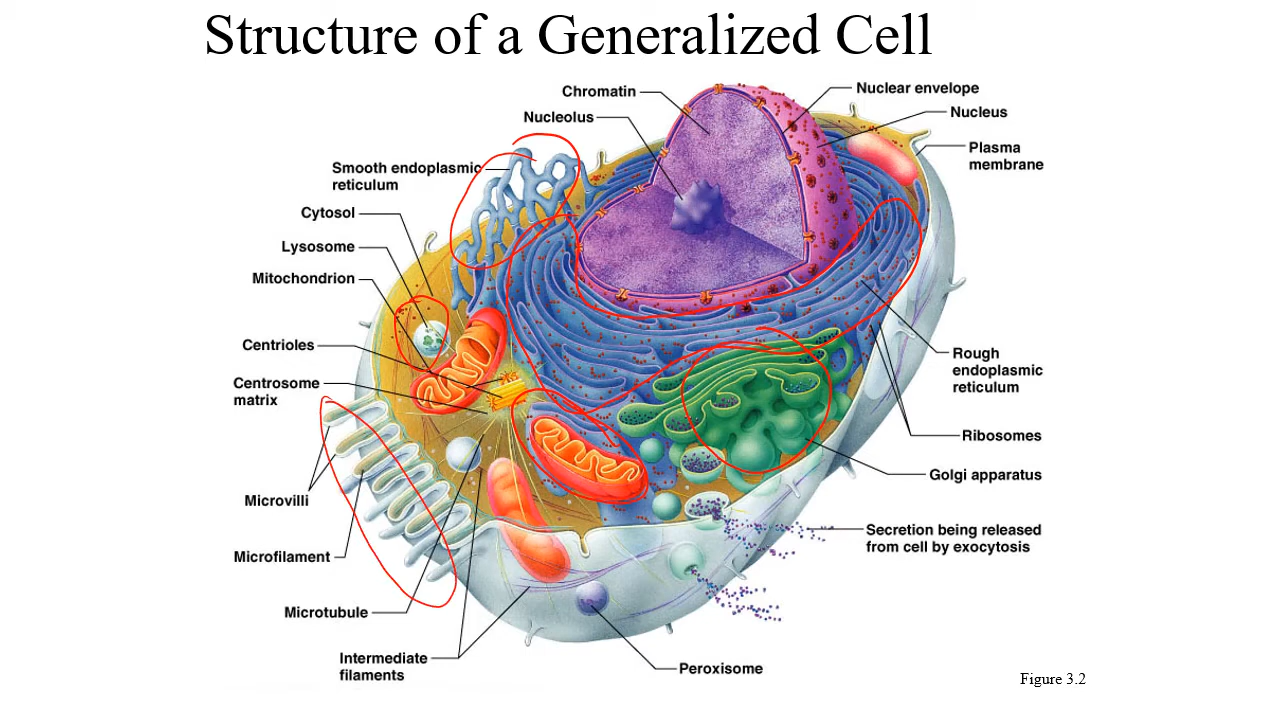 Structure of a Generalized Cell
Chromatin
Nucleolus
Smooth endoplasmic
reticulum
Cytosol
Lysosome
Mitochondrion
Centrioles
Centrosome
matrix
Microvilli
Microfilament
Microtubule
Intermediate
filaments
Nuclear envelope
Nucleus
Plasma
membrane
Rough
endoplasmic
reticulum
Ribosomes
Golgi apparatus
Secretion being released
from cell by exocytosis
Peroxisome
Figure 3.2